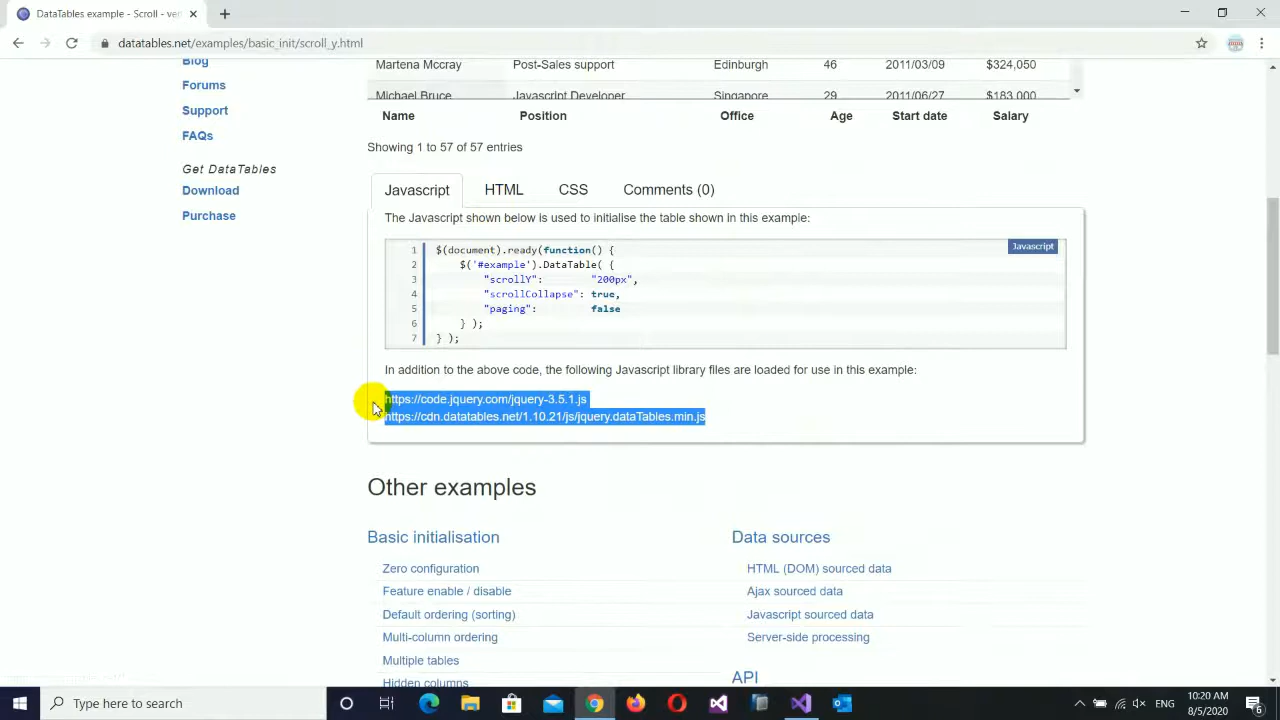 DataTables example - Scroll - ver
datatables.net/examples/basic_init/scroll_y.html
Blog
Forums
Support
FAQs
Get DataTables
Download
Purchase
Martena Mccray Post-Sales support Edinburgh 46 2011/03/09 $324,050
Michael Bruce Javascript Developer Singapore 29 2011/06/27 $183,000
Name Position Office Age Start date Salary
Showing 1 to 57 of 57 entries
Javascript HTML CSS Comments (0)
The Javascript shown below is used to initialise the table shown in this example:
Javascript
1 $(document).ready(function() {
2 $('#example').DataTable( {
3 "scrollY": "200px",
4 "scrollCollapse": true,
5 "paging": false
6 } );
7 } );
In addition to the above code, the following Javascript library files are loaded for use in this example:
https://code.jquery.com/jquery-3.5.1.js
https://cdn.datatables.net/1.10.21/js/jquery.dataTables.min.js
Other examples
Basic initialisation
Zero configuration
Feature enable / disable
Default ordering (sorting)
Multi-column ordering
Multiple tables
Hidden columns
Data sources
HTML (DOM) sourced data
Ajax sourced data
Javascript sourced data
Server-side processing
API
Type here to search
ENG
10:20 AM
8/5/2020
6